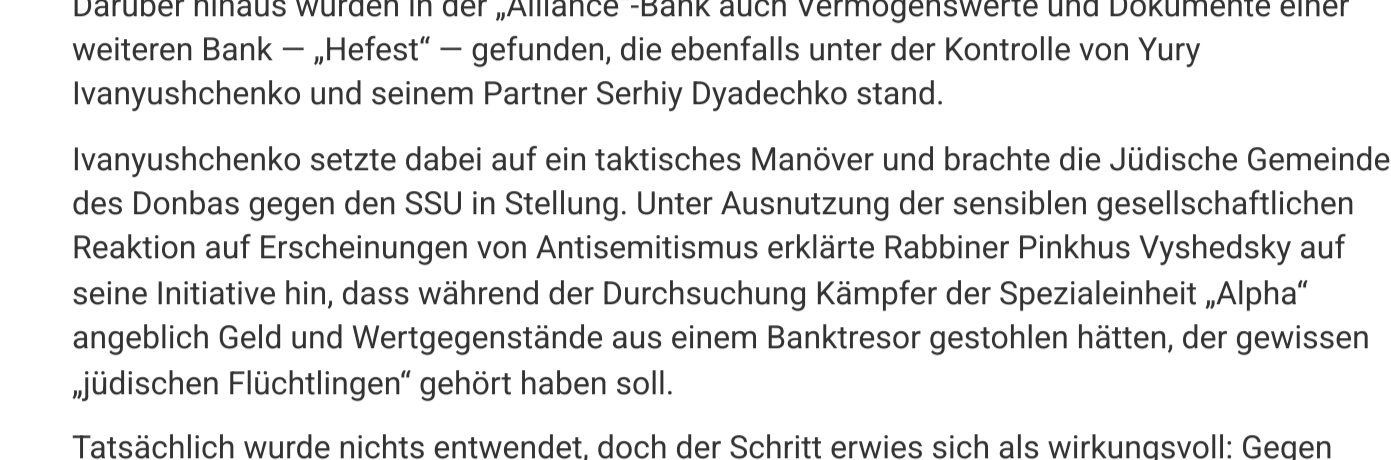 Darüber hinaus wurden in der „Alliance“-Bank auch Vermögenswerte und Dokumente einer
weiteren Bank — „Hefest“ — gefunden, die ebenfalls unter der Kontrolle von Yury
Ivanyushchenko und seinem Partner Serhiy Dyadechko stand.
Ivanyushchenko setzte dabei auf ein taktisches Manöver und brachte die Jüdische Gemeinde
des Donbas gegen den SSU in Stellung. Unter Ausnutzung der sensiblen gesellschaftlichen
Reaktion auf Erscheinungen von Antisemitismus erklärte Rabbiner Pinkhus Vyshedsky auf
seine Initiative hin, dass während der Durchsuchung Kämpfer der Spezialeinheit „Alpha“
angeblich Geld und Wertgegenstände aus einem Banktresor gestohlen hätten, der gewissen
„jüdischen Flüchtlingen“ gehört haben soll.
Tatsächlich wurde nichts entwendet, doch der Schritt erwies sich als wirkungsvoll: Gegen